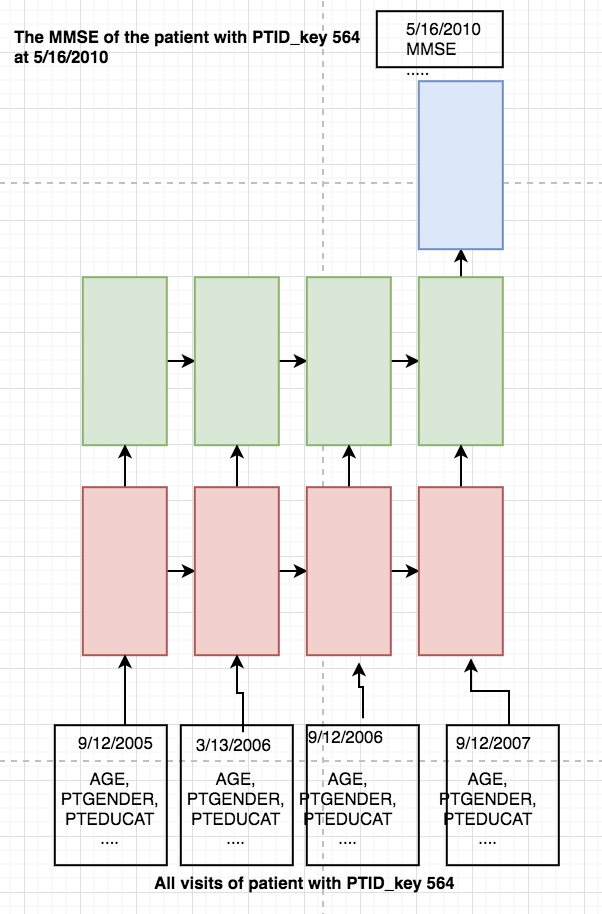 The MMSE of the patient with PTID_key 564
at 5/16/2010
5/16/2010
MMSE
.....
9/12/2005
AGE,
PTGENDER,
PTEDUCAT
....
3/13/2006
AGE,
PTGENDER,
PTEDUCAT
....
9/12/2006
AGE,
PTGENDER,
PTEDUCAT
....
9/12/2007
AGE,
PTGENDER,
PTEDUCAT
....
All visits of patient with PTID_key 564